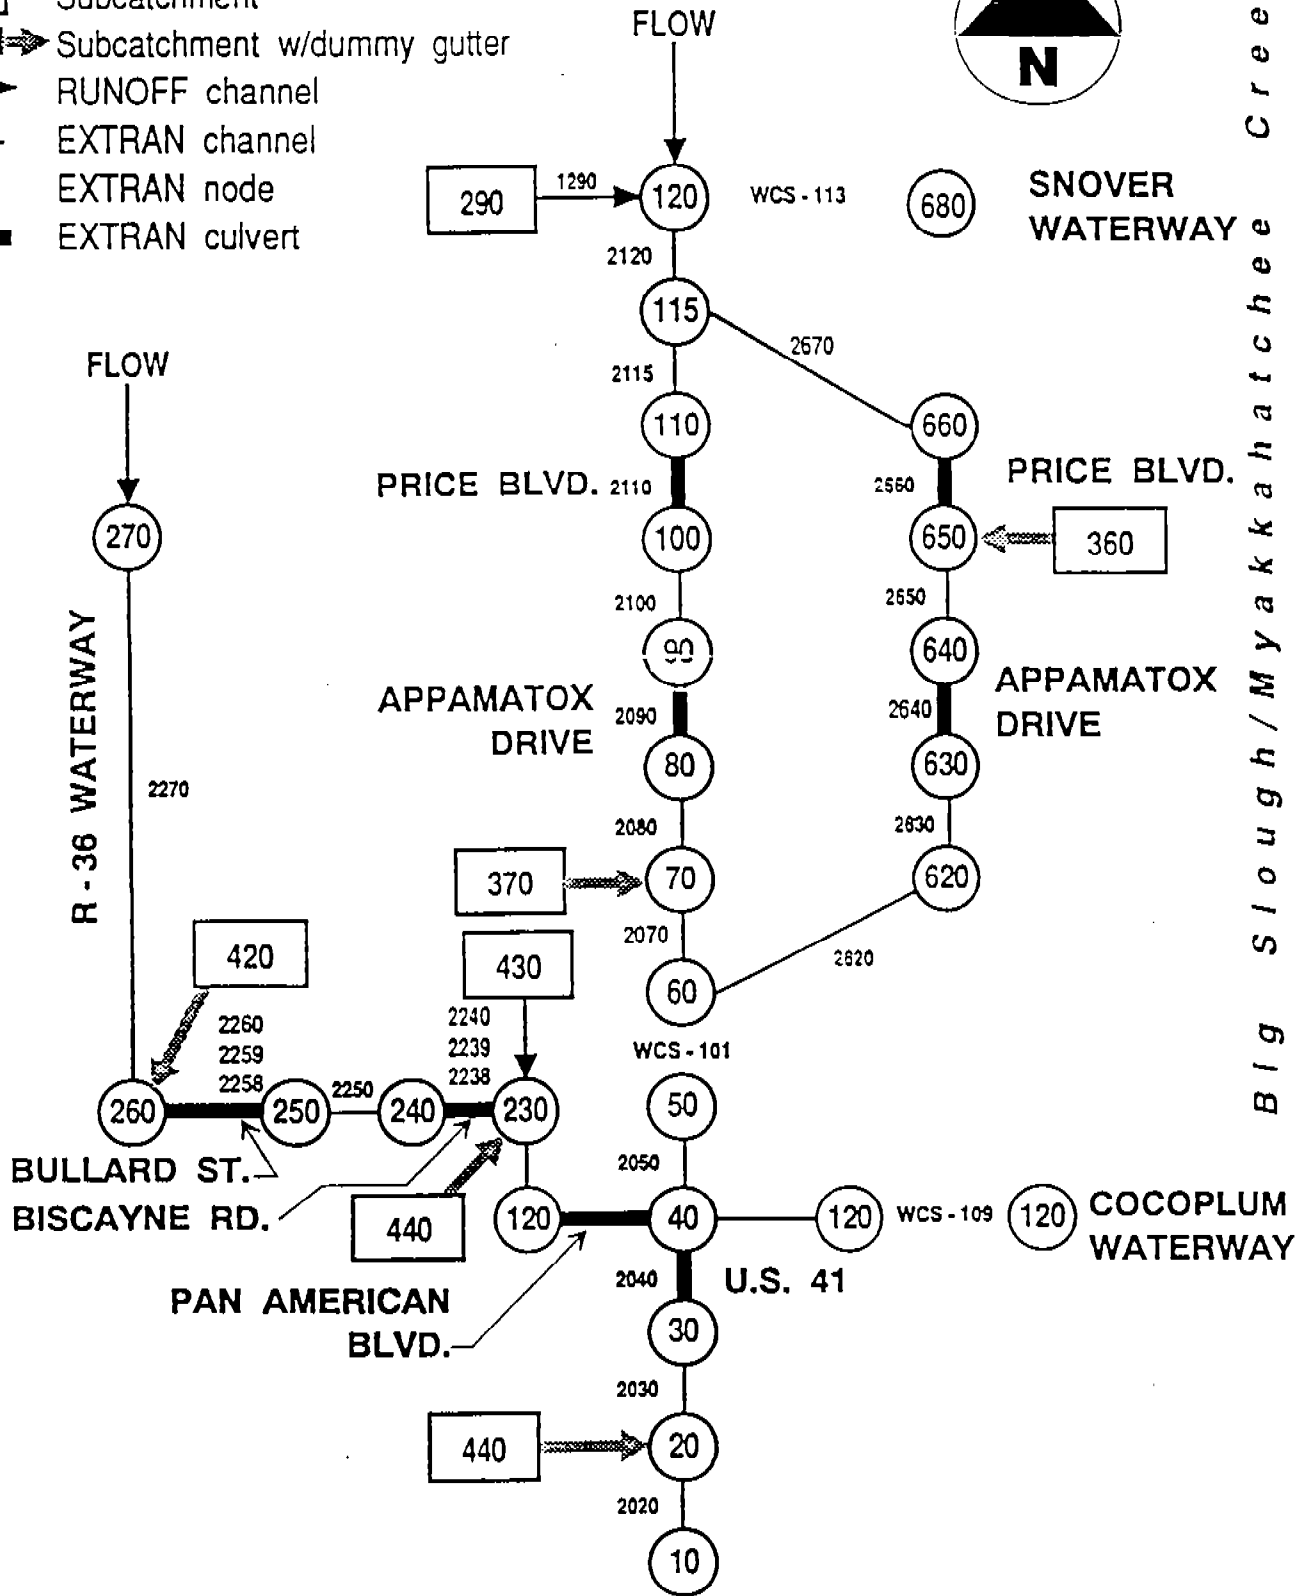 Subcatchment
Subcatchment w/dummy gutter
RUNOFF channel
EXTRAN channel
EXTRAN node
EXTRAN culvert
FLOW
N
290
1290
120
WCS-113
680
SNOVER
WATERWAY
2120
115
2670
2115
110
660
FLOW
PRICE BLVD.
2110
2660
PRICE BLVD.
270
100
650
360
2100
2650
90
640
R-36 WATERWAY
APPAMATOX
DRIVE
2090
2640
APPAMATOX
DRIVE
80
630
2270
2080
2630
370
70
620
2070
2620
420
430
60
2260
2259
2258
2240
2239
2238
WCS-101
260
250
2250
240
230
50
BULLARD ST.
2050
BISCAYNE RD.
440
120
40
120
WCS-109
120
COCOPLUM
WATERWAY
2040
U.S. 41
PAN AMERICAN
BLVD.
30
2030
440
20
2020
10
Big Slough/Myakkahatchee Cree